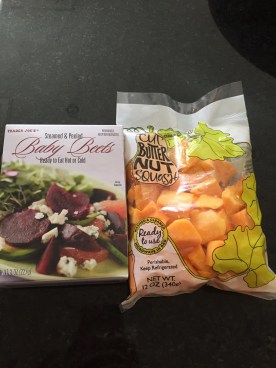 TRADER JOE'S
Steamed & Peeled
Baby Beets
Ready to Eat Hot or Cold
CUT
BUTTER
NUT
SQUASH
Ready
to use
Perishable,
Keep Refrigerated
NET WT.
12 OZ (340g)